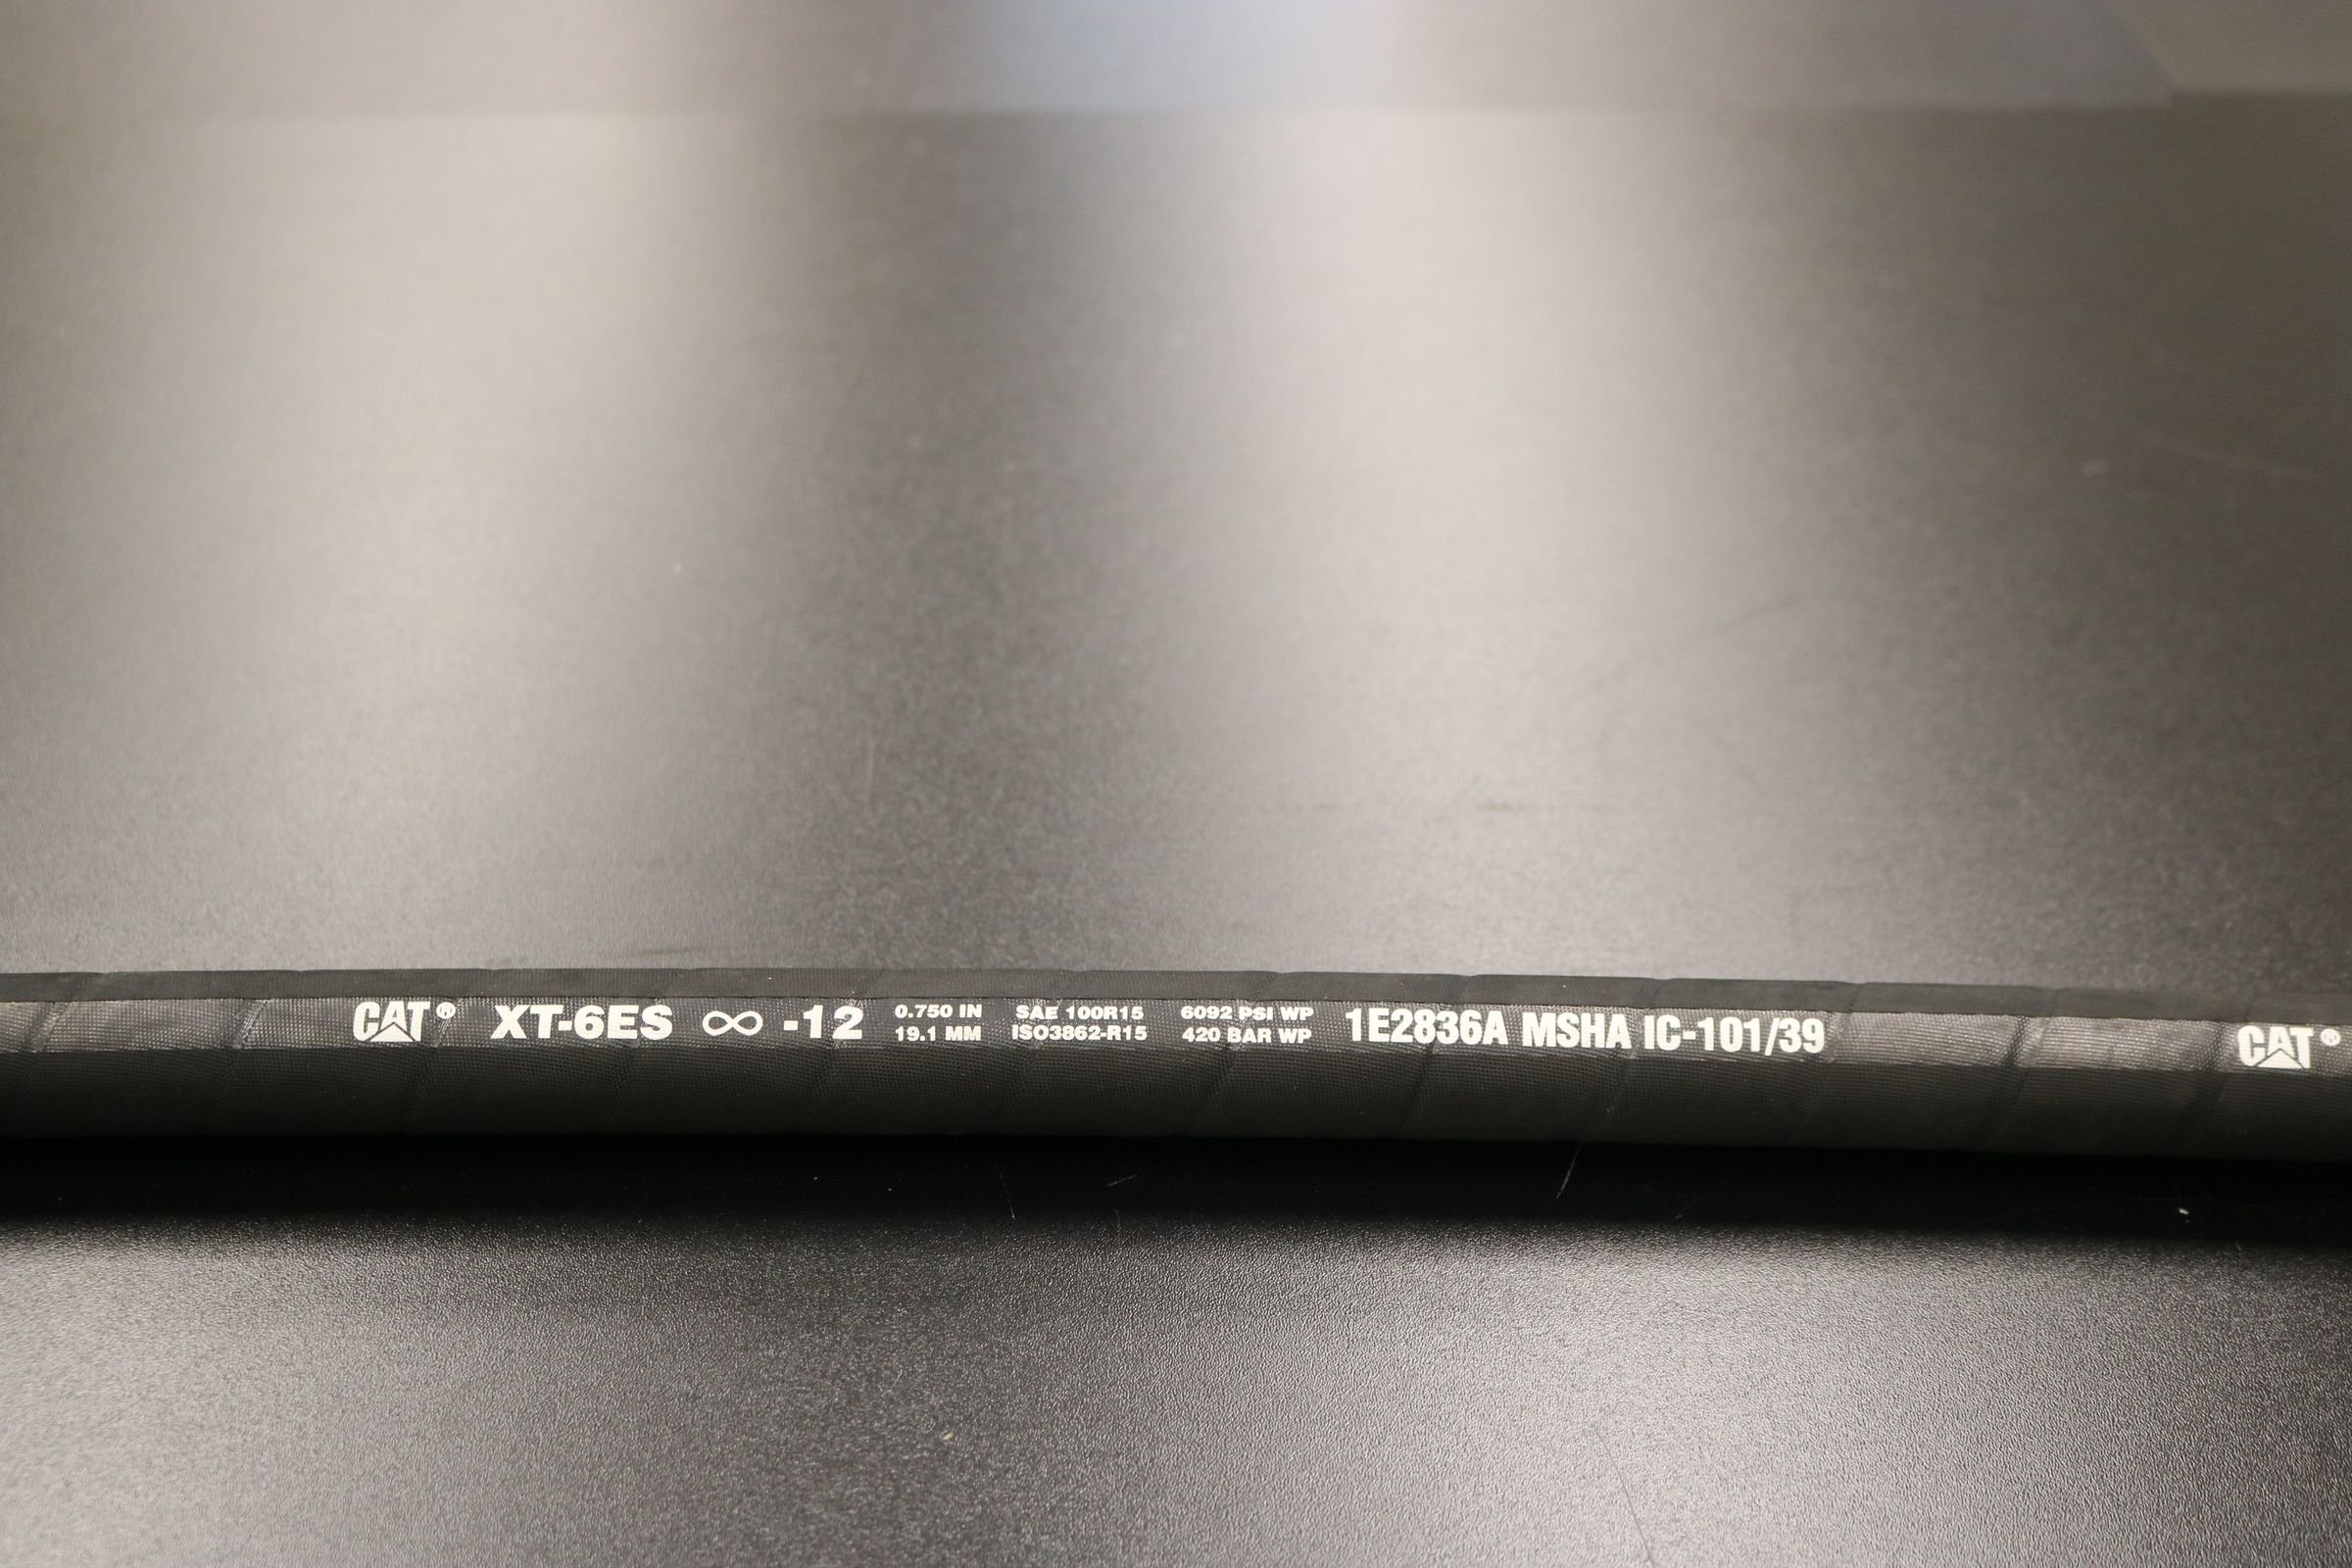 CAT® XT-6ES ∞ -12 0.750 IN SAE 100R15 6092 PSI WP 1E2836A MSHA IC-101/39 CAT®
19.1 MM ISO3862-R15 420 BAR WP